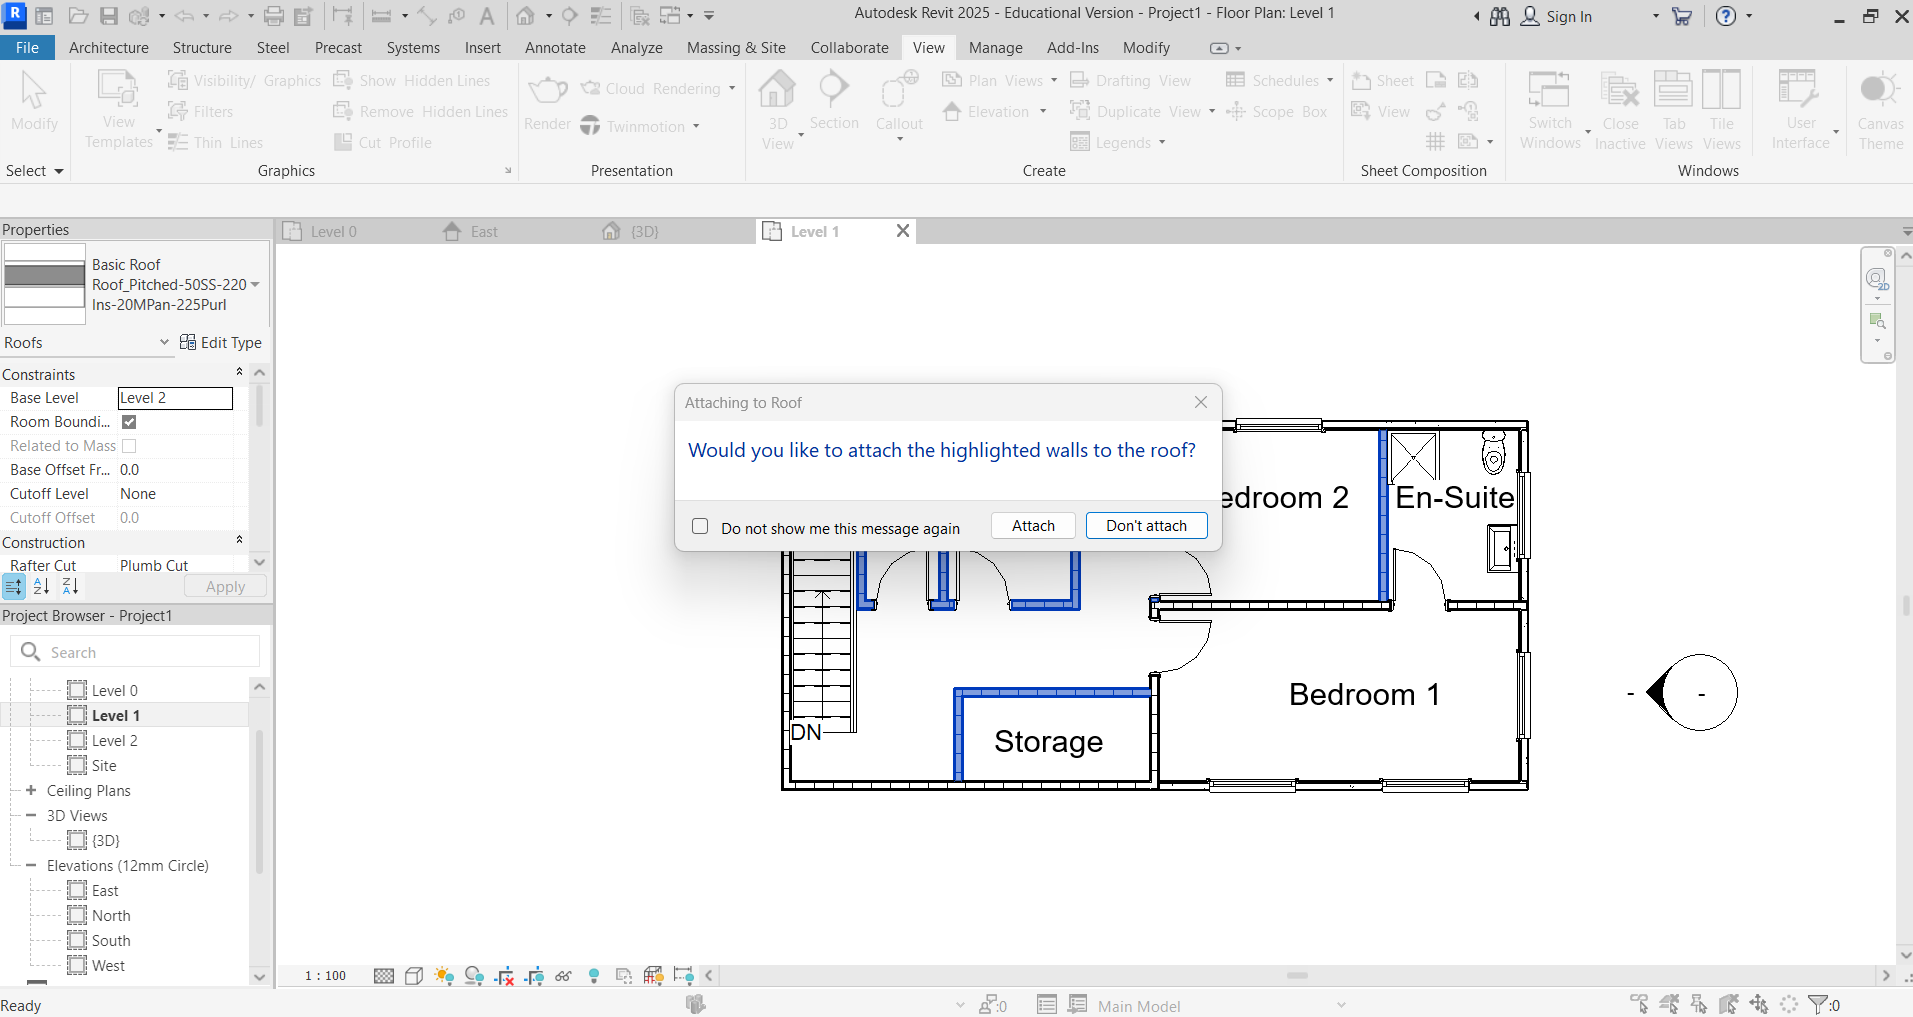 R
A
Autodesk Revit 2025 - Educational Version - Project1 - Floor Plan: Level 1
Sign In
?
File
Architecture
Structure
Steel
Precast
Systems
Insert
Annotate
Analyze
Massing & Site
Collaborate
View
Manage
Add-Ins
Modify
Modify
View
Templates
Visibility/ Graphics
Filters
Thin Lines
Show Hidden Lines
Remove Hidden Lines
Cut Profile
Render
Cloud Rendering
Twinmotion
3D
View
Section
Callout
Plan Views
Elevation
Drafting View
Duplicate View
Legends
Schedules
Scope Box
Sheet
View
Switch
Windows
Close
Inactive
Tab
Views
Tile
Views
User
Interface
Canvas
Theme
Select
Graphics
Presentation
Create
Sheet Composition
Windows
Properties
Level 0
East
{3D}
Level 1
Basic Roof
Roof_Pitched-50SS-220
Ins-20MPan-225Purl
Roofs
Edit Type
Constraints
Base Level
Level 2
Room Boundi...
Related to Mass
Base Offset Fr...
0.0
Cutoff Level
None
Cutoff Offset
0.0
Construction
Rafter Cut
Plumb Cut
Apply
Project Browser - Project1
Search
Level 0
Level 1
Level 2
Site
Ceiling Plans
3D Views
{3D}
Elevations (12mm Circle)
East
North
South
West
2D
Attaching to Roof
Would you like to attach the highlighted walls to the roof?
Do not show me this message again
Attach
Don't attach
edroom 2
En-Suite
Bedroom 1
Storage
DN
- -
1 : 100
Ready
:0
Main Model
:0